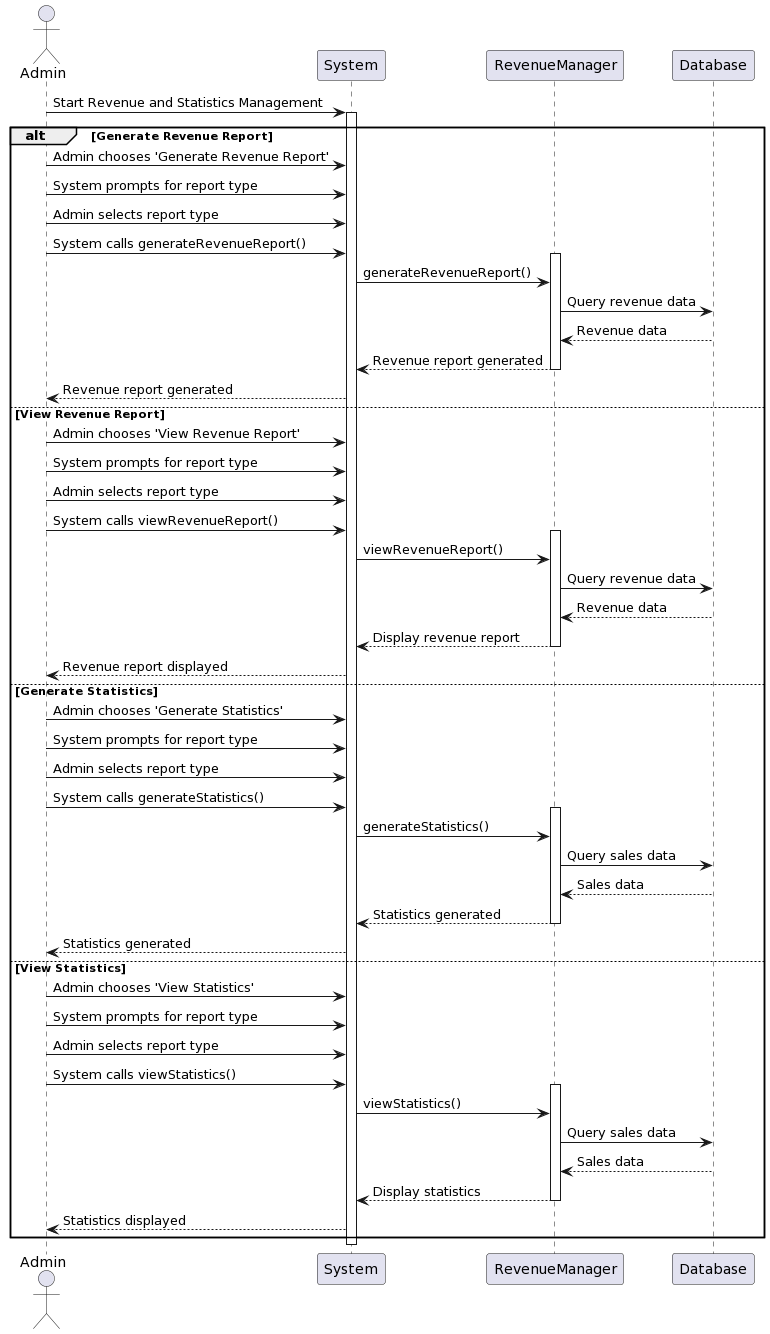 Admin
System
RevenueManager
Database
Start Revenue and Statistics Management
alt
[Generate Revenue Report]
Admin chooses 'Generate Revenue Report'
System prompts for report type
Admin selects report type
System calls generateRevenueReport()
generateRevenueReport()
Query revenue data
Revenue data
Revenue report generated
Revenue report generated
[View Revenue Report]
Admin chooses 'View Revenue Report'
System prompts for report type
Admin selects report type
System calls viewRevenueReport()
viewRevenueReport()
Query revenue data
Revenue data
Display revenue report
Revenue report displayed
[Generate Statistics]
Admin chooses 'Generate Statistics'
System prompts for report type
Admin selects report type
System calls generateStatistics()
generateStatistics()
Query sales data
Sales data
Statistics generated
Statistics generated
[View Statistics]
Admin chooses 'View Statistics'
System prompts for report type
Admin selects report type
System calls viewStatistics()
viewStatistics()
Query sales data
Sales data
Display statistics
Statistics displayed
Admin
System
RevenueManager
Database